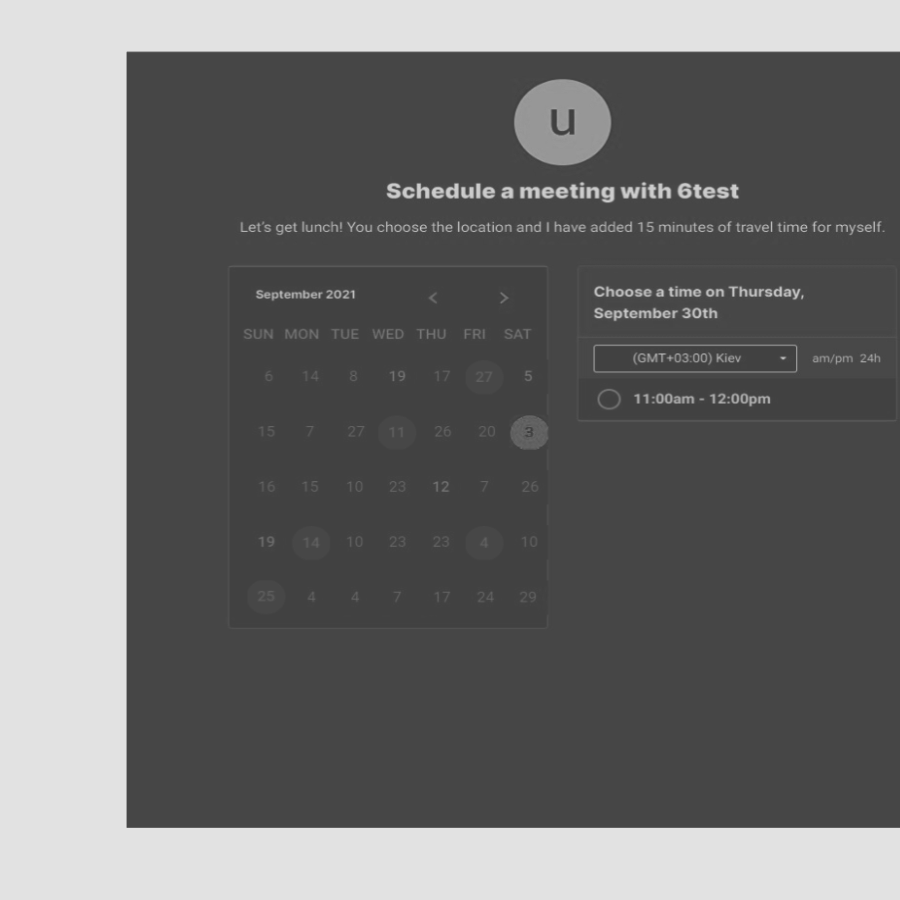 u
Schedule a meeting with 6test
Let's get lunch! You choose the location and I have added 15 minutes of travel time for myself.
September 2021
SUN MON TUE WED THU FRI SAT
6 14 8 19 17 27 5
15 7 27 11 26 20 3
16 15 10 23 12 7 26
19 14 10 23 23 4 10
25 4 4 7 17 24 29
Choose a time on Thursday,
September 30th
(GMT+03:00) Kiev
am/pm 24h
11:00am - 12:00pm